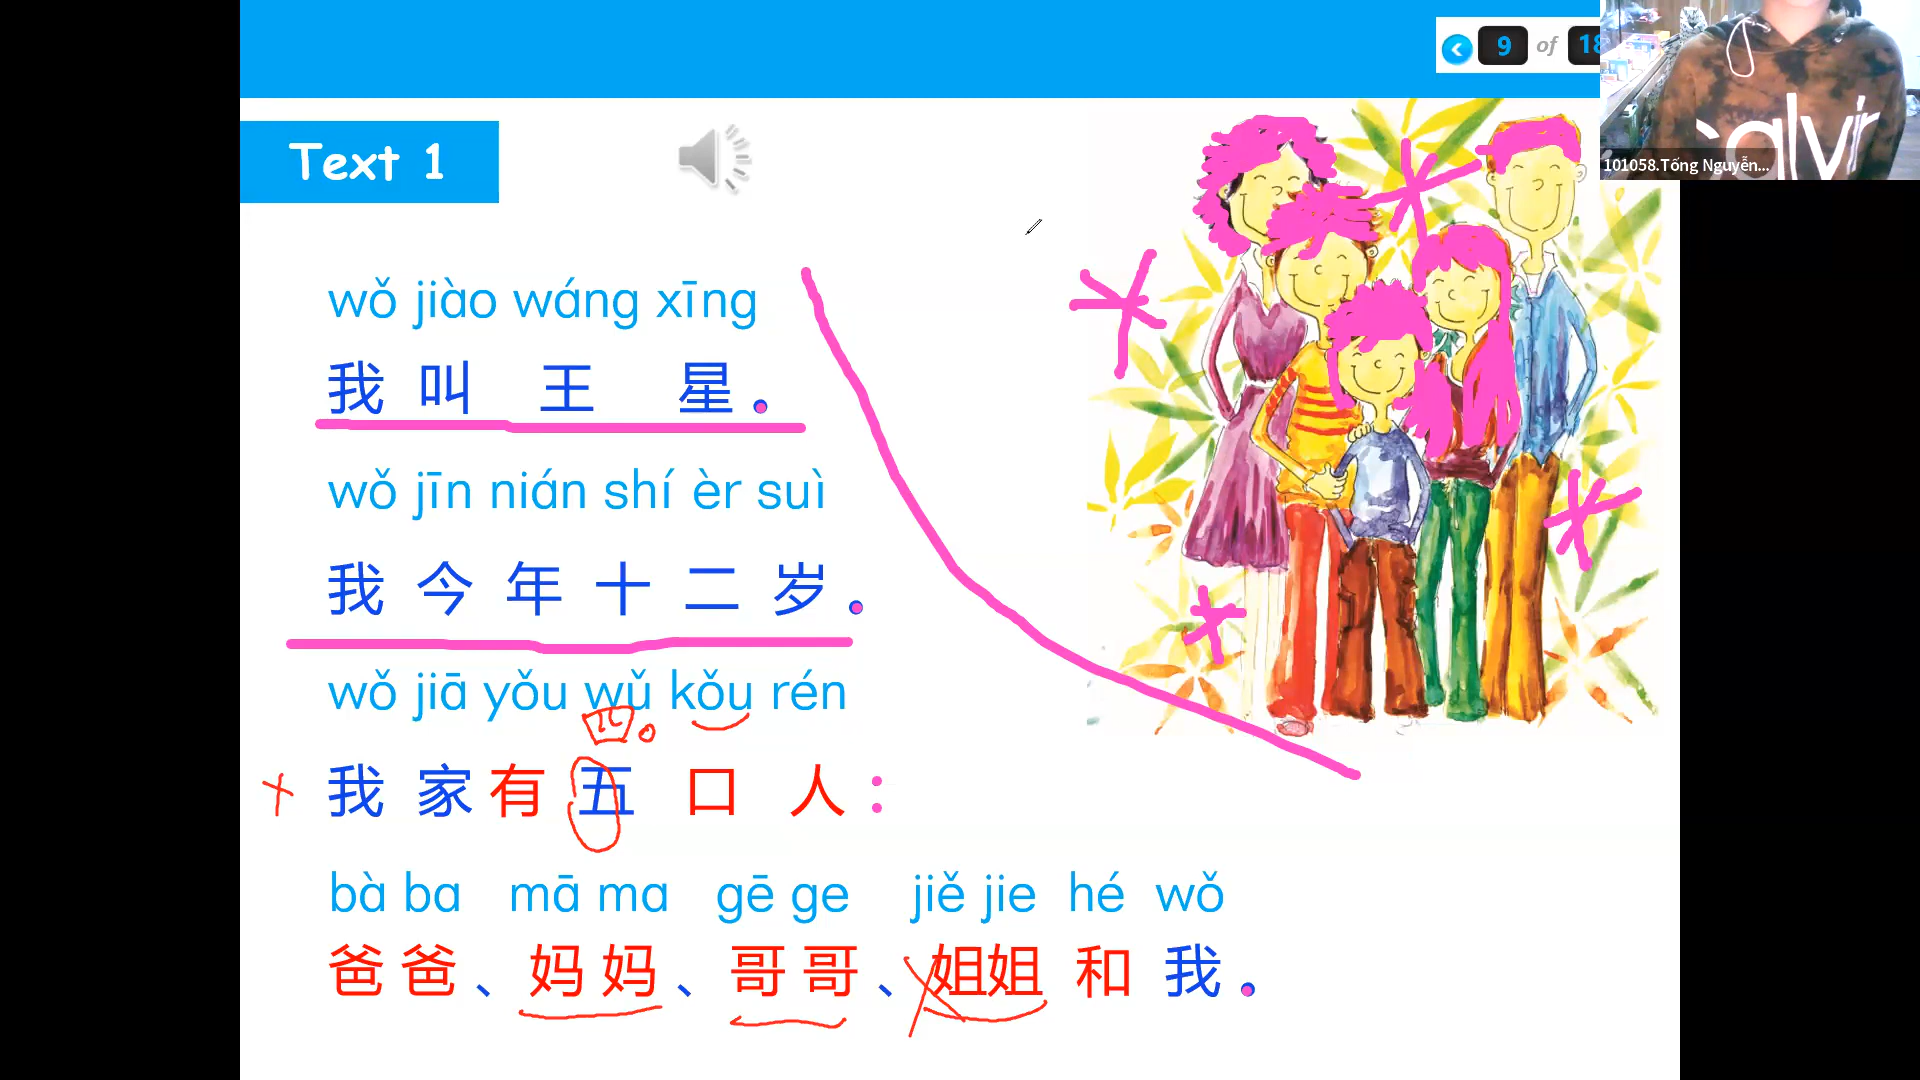 9 of 18
101058.Tống Nguyễn...
calvin
Text 1
wǒ jiào wáng xīng
我 叫 王 星 。
wǒ jīn nián shí èr suì
我 今 年 十 二 岁 。
wǒ jiā yǒu wǔ kǒu rén
四。
我 家 有 五 口 人 :
bà ba mā ma gē ge jiě jie hé wǒ
爸 爸 、 妈 妈 、 哥 哥 、 姐姐 和 我 。